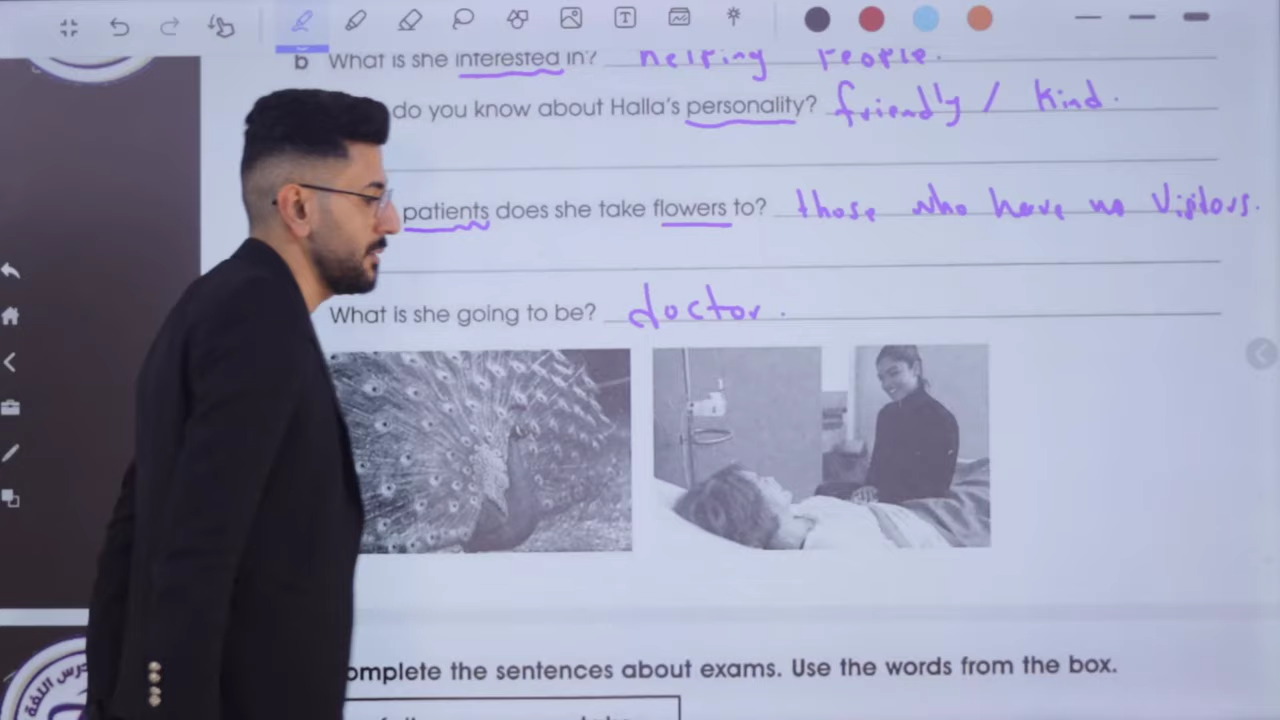 b What is she interested in? helping People.
do you know about Halla's personality? friendly / Kind.
patients does she take flowers to? those who have no Visitors.
What is she going to be? doctor.
omplete the sentences about exams. Use the words from the box.